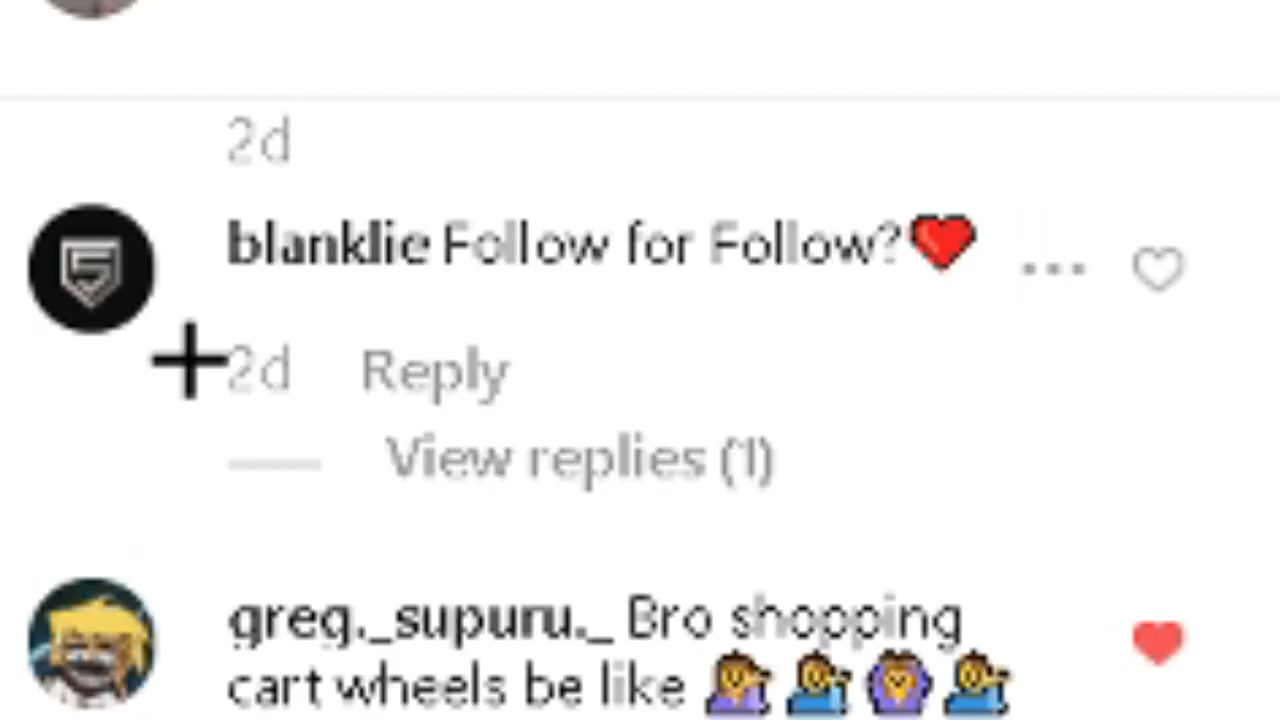 2d
blanklie Follow for Follow?❤️
2d Reply
View replies (1)
greg._supuru._ Bro shopping
cart wheels be like 💁‍♀️💁‍♂️🙆‍♀️💁‍♂️